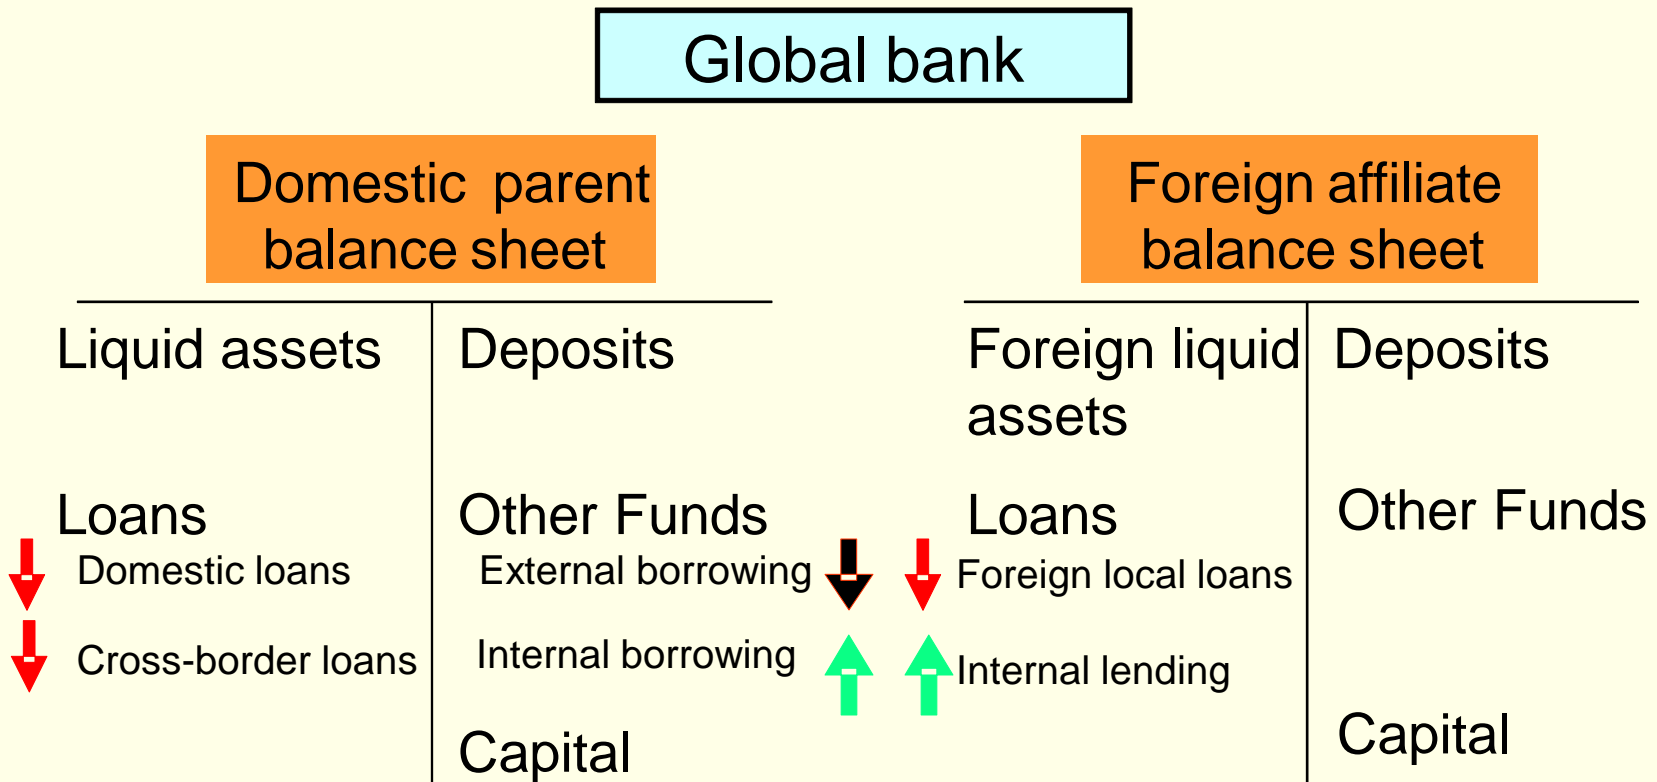 Global bank
Domestic parent
balance sheet
Liquid assets
Deposits
Loans
Domestic loans
Cross-border loans
Other Funds
External borrowing
Internal borrowing
Capital
Foreign affiliate
balance sheet
Foreign liquid
assets
Deposits
Loans
Foreign local loans
Internal lending
Other Funds
Capital